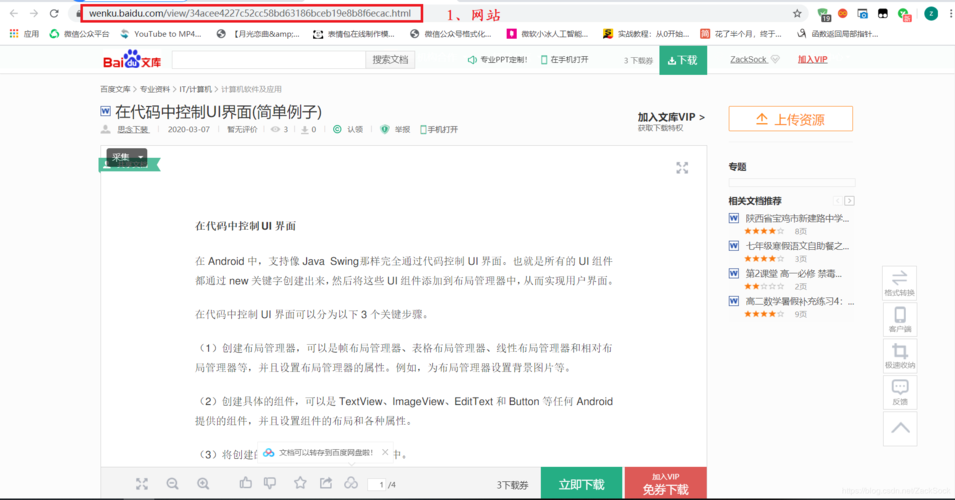 wenku.baidu.com/view/34acee4227c52cc58bd63186bceb19e8b8f6ecac.html
1、网站
应用
微信公众平台
YouTube to MP4...
【月光恋曲&amp;...
表情包在线制作模...
微信公众号格式化...
微软小冰人工智能...
实战教程：从0开始...
花了半个月，终于...
函数返回局部指针...
Bai du 文库
搜索文档
专业PPT定制!
在手机打开
3 下载券
下载
ZackSock
加入VIP
百度文库 > 专业资料 > IT/计算机 > 计算机软件及应用
在代码中控制UI界面(简单例子)
2020-03-07 | 暂无评价 | 3 | 0 | 认领 | 举报 手机打开
加入文库VIP >
获取下载特权
上传资源
采集
专题
相关文档推荐
陕西省宝鸡市新建路中学...
8页
七年级寒假语文自助餐之...
3页
第2课堂 高一必修 禁毒...
2页
高二数学暑假补充练习4：...
9页
在代码中控制 UI 界面
在 Android 中，支持像 Java Swing那样完全通过代码控制 UI 界面。也就是所有的 UI 组件
都通过 new 关键字创建出来，然后将这些 UI 组件添加到布局管理器中，从而实现用户界面。
在代码中控制 UI 界面可以分为以下 3 个关键步骤。
（1）创建布局管理器，可以是帧布局管理器、表格布局管理器、线性布局管理器和相对布
局管理器等，并且设置布局管理器的属性。例如，为布局管理器设置背景图片等。
（2）创建具体的组件，可以是 TextView、ImageView、EditText 和 Button 等任何 Android
提供的组件，并且设置组件的布局和各种属性。
（3）将创建的
中。
文档可以转存到百度网盘啦!
格式转换
客户端
极速收纳
反馈
1 /4
3下载券
立即下载
加入VIP
免券下载